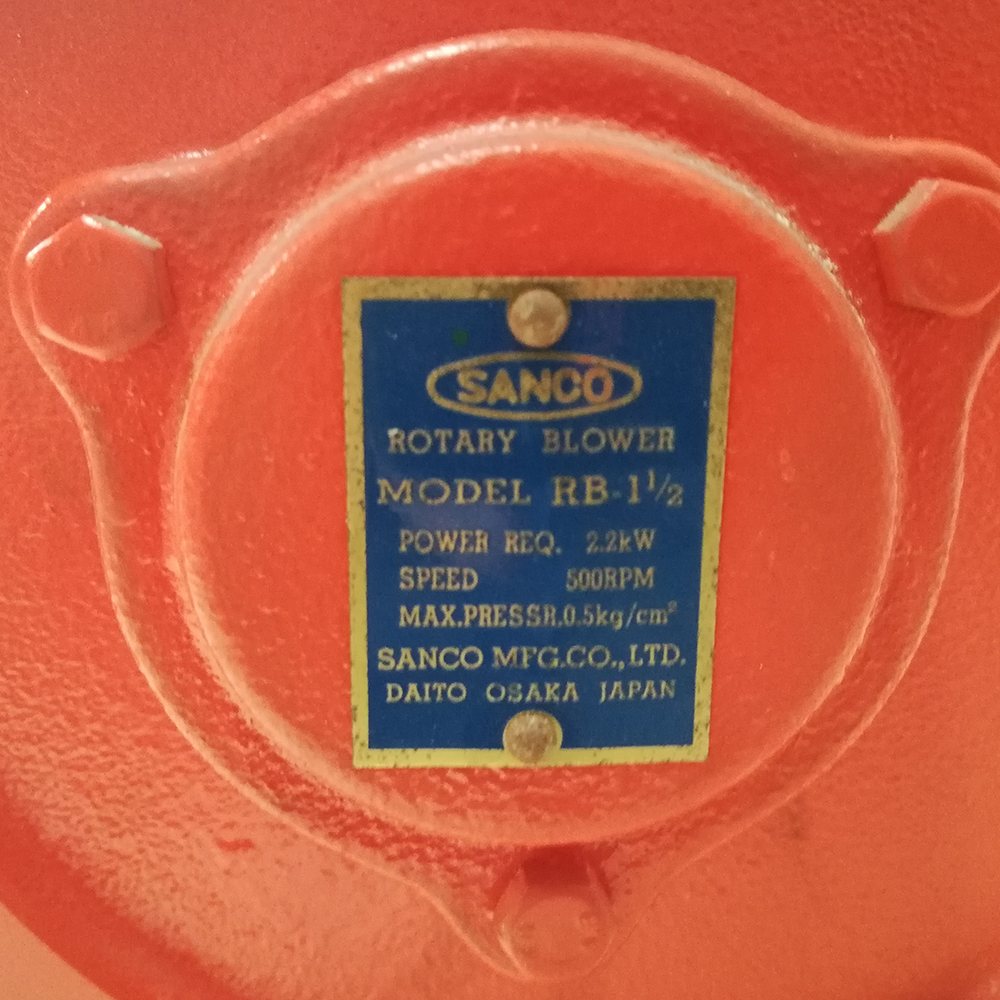 SANCO
ROTARY BLOWER
MODEL RB-1½
POWER REQ. 2.2kW
SPEED 500RPM
MAX.PRESSR.0.5kg/cm²
SANCO MFG.CO.,LTD.
DAITO OSAKA JAPAN